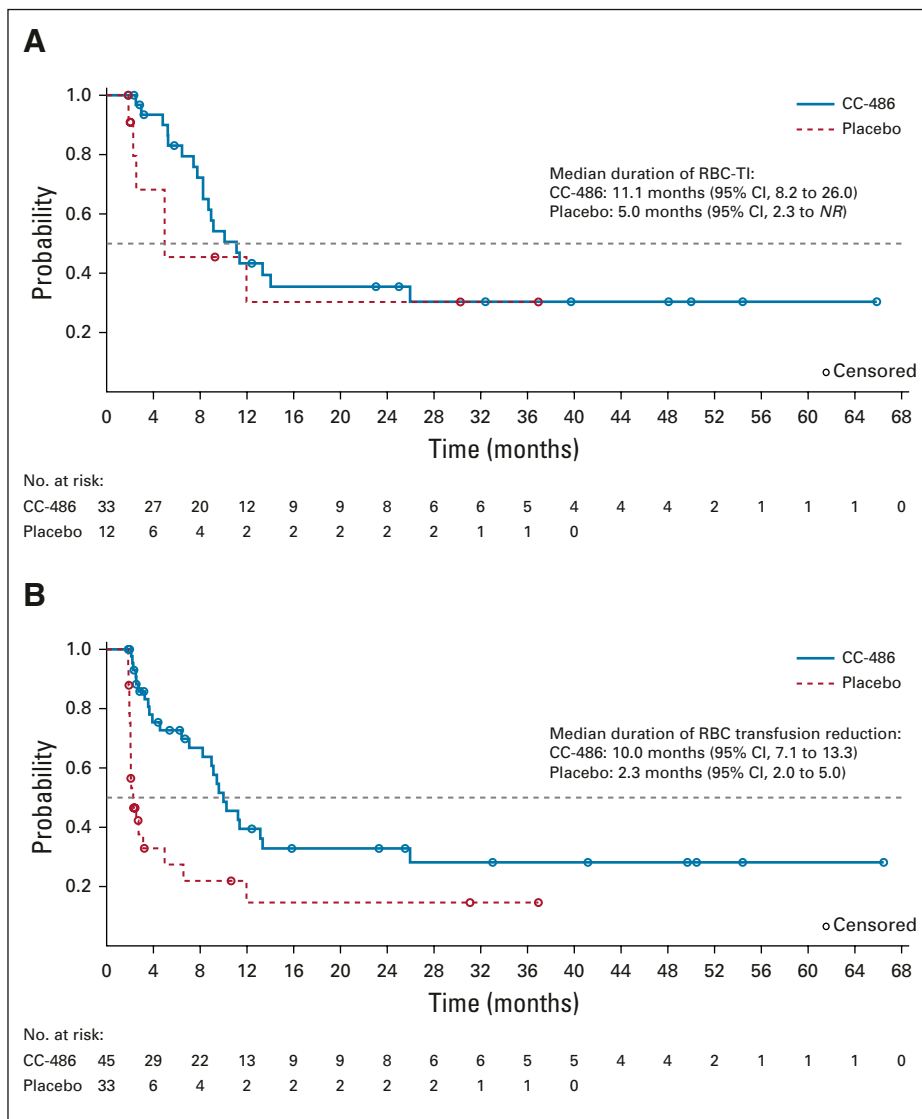 A
1.0
0.8
0.6
0.4
0.2
Probability
CC-486
Placebo
Median duration of RBC-TI:
CC-486: 11.1 months (95% CI, 8.2 to 26.0)
Placebo: 5.0 months (95% CI, 2.3 to NR)
Censored
0 4 8 12 16 20 24 28 32 36 40 44 48 52 56 60 64 68
Time (months)
No. at risk:
CC-486 33 27 20 12 9 9 8 6 6 5 4 4 4 2 1 1 1 0
Placebo 12 6 4 2 2 2 2 2 1 1 0
B
1.0
0.8
0.6
0.4
0.2
Probability
CC-486
Placebo
Median duration of RBC transfusion reduction:
CC-486: 10.0 months (95% CI, 7.1 to 13.3)
Placebo: 2.3 months (95% CI, 2.0 to 5.0)
Censored
0 4 8 12 16 20 24 28 32 36 40 44 48 52 56 60 64 68
Time (months)
No. at risk:
CC-486 45 29 22 13 9 9 8 6 6 5 5 4 4 2 1 1 1 0
Placebo 33 6 4 2 2 2 2 2 1 1 0